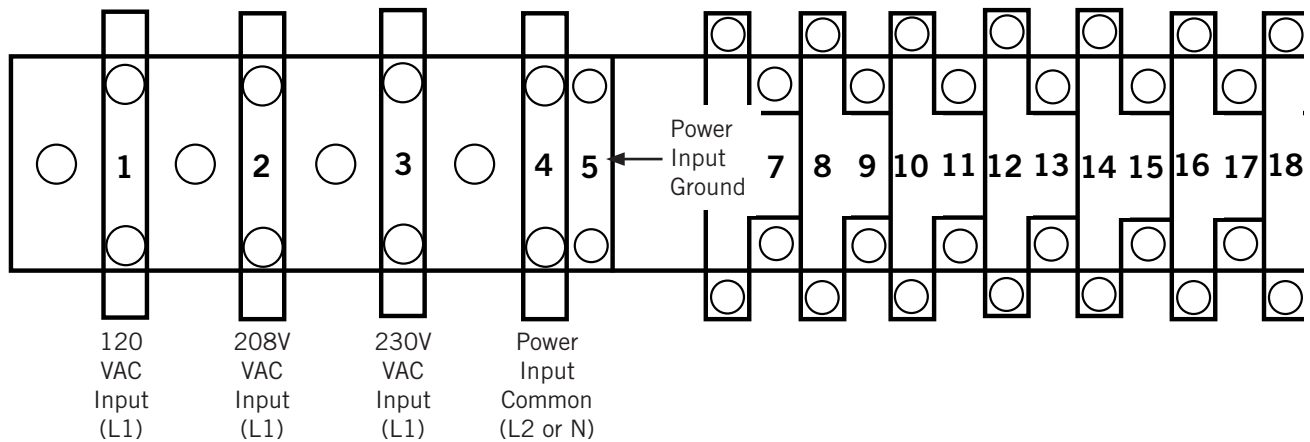 1 2 3 4 5
Power
Input
Ground
7 8 9 10 11 12 13 14 15 16 17 18
120
VAC
Input
(L1)
208V
VAC
Input
(L1)
230V
VAC
Input
(L1)
Power
Input
Common
(L2 or N)